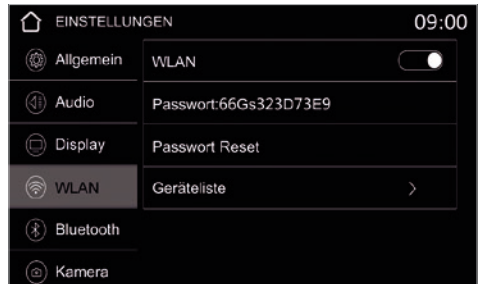 EINSTELLUNGEN 09:00
Allgemein
WLAN
Audio
Passwort:66Gs323D73E9
Display
Passwort Reset
WLAN
Geräteliste
Bluetooth
Kamera